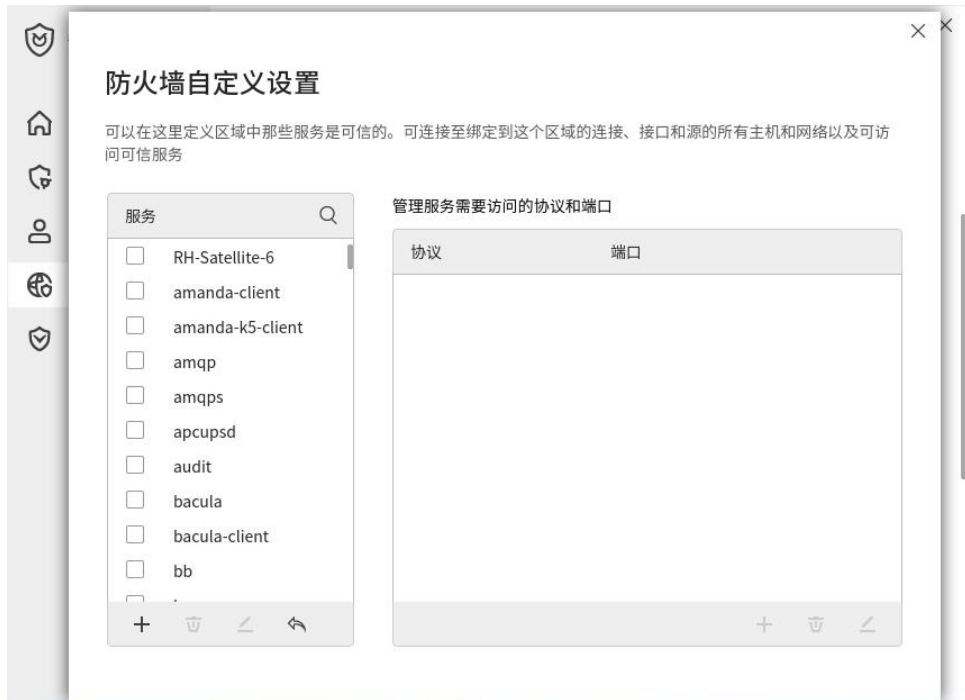 防火墙自定义设置
可以在这里定义区域中那些服务是可信的。可连接至绑定到这个区域的连接、接口和源的所有主机和网络以及可访
问可信服务
服务
RH-Satellite-6
amanda-client
amanda-k5-client
amqp
amqps
apcupsd
audit
bacula
bacula-client
bb
管理服务需要访问的协议和端口
协议 端口